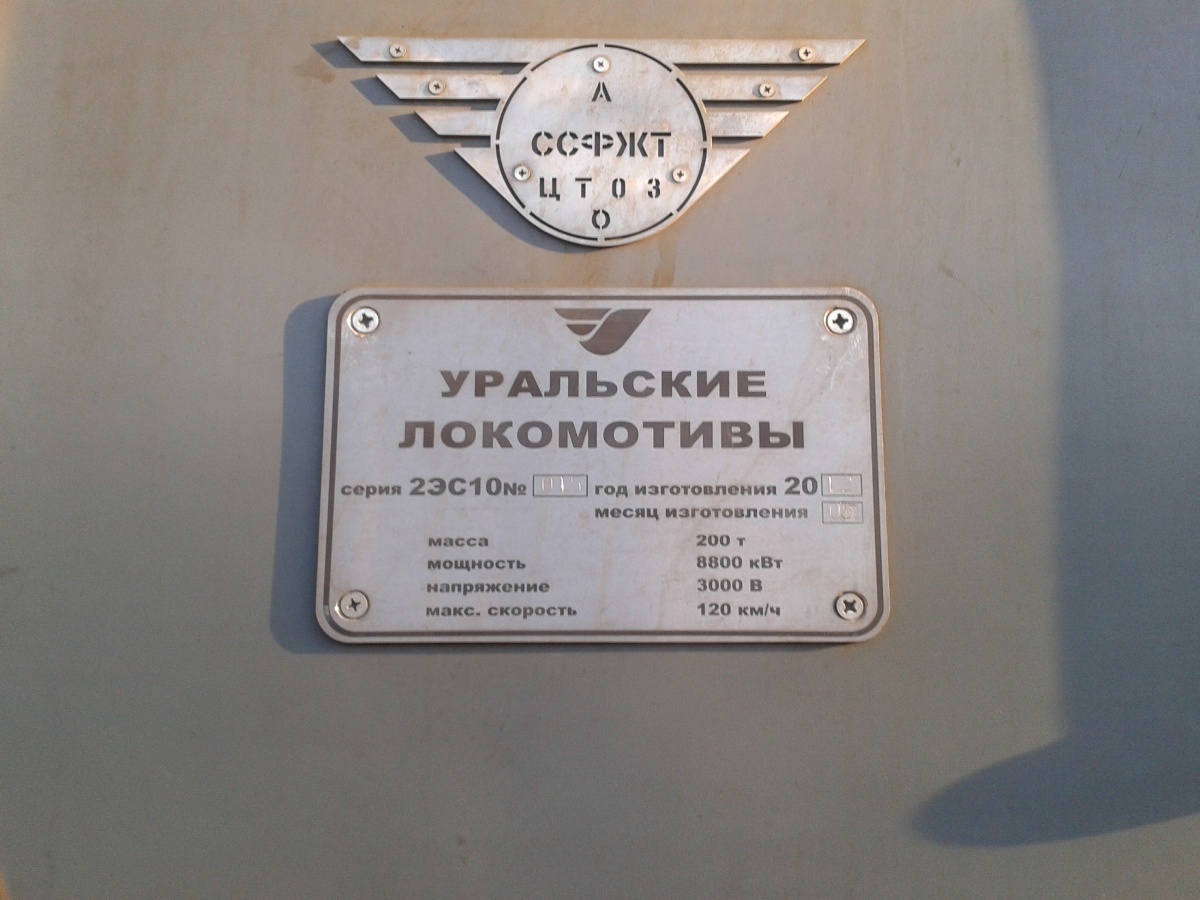 А
ССФЖТ
ЦТ03
О
УРАЛЬСКИЕ
ЛОКОМОТИВЫ
серия 2ЭС10№ год изготовления 2012
месяц изготовления
масса 200 т
мощность 8800 кВт
напряжение 3000 В
макс. скорость 120 км/ч